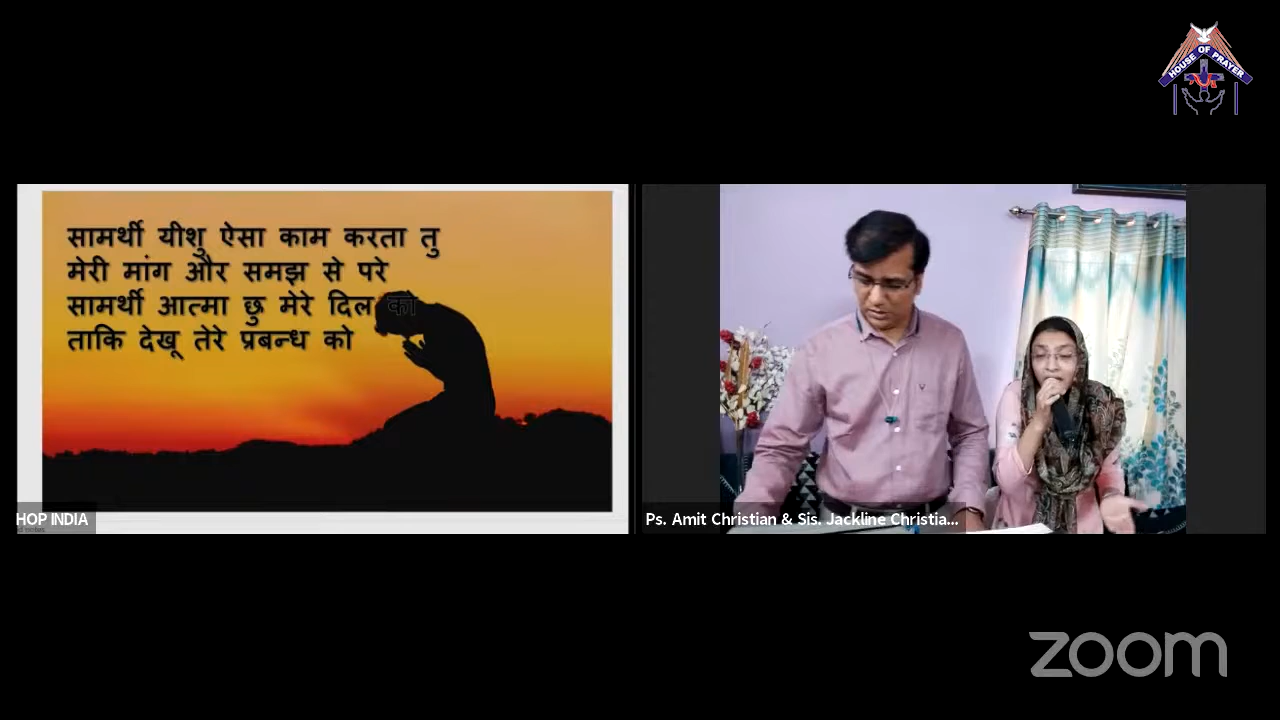 HOUSE OF PRAYER
सामर्थी यीशु ऐसा काम करता तु
मेरी मांग और समझ से परे
सामर्थी आत्मा छु मेरे दिल को
ताकि देखू तेरे प्रबन्ध को
HOP INDIA
Ps. Amit Christian & Sis. Jackline Christia...
zoom